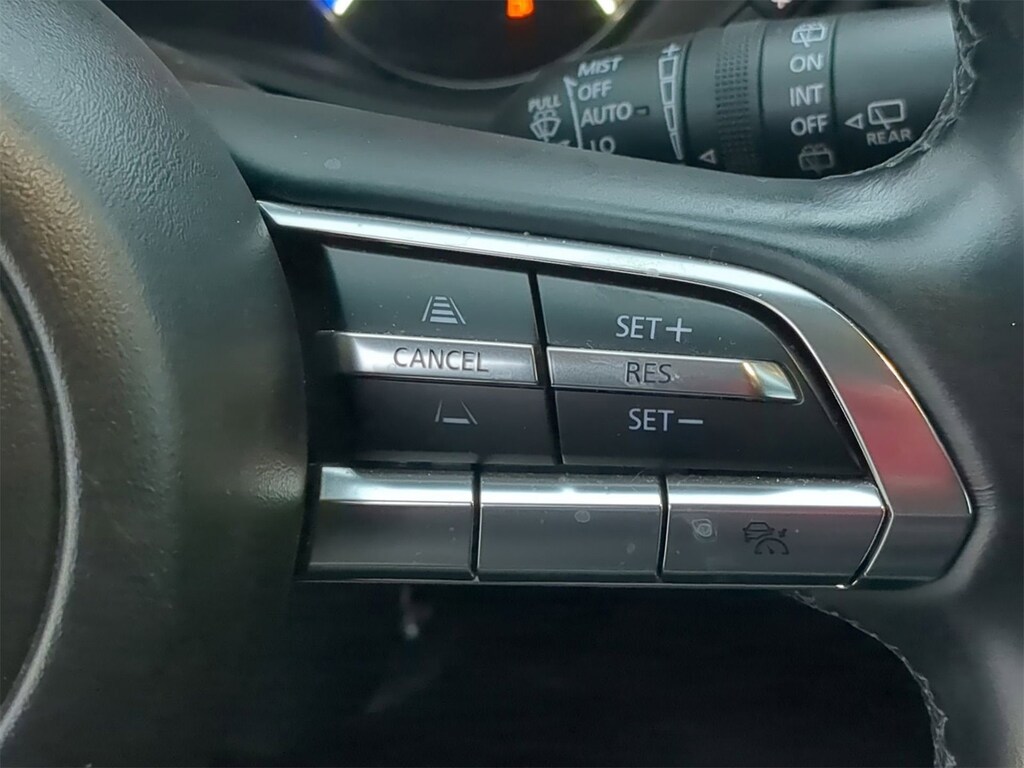 MIST
OFF
AUTO
LO
PULL
ON
INT
OFF
REAR
CANCEL
SET+
RES
SET-